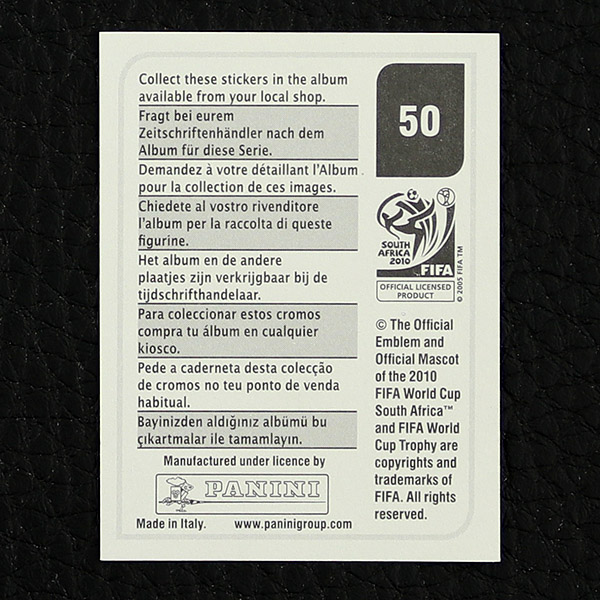 Collect these stickers in the album
available from your local shop.
Fragt bei eurem
Zeitschriftenhändler nach dem
Album für diese Serie.
Demandez à votre détaillant l'Album
pour la collection de ces images.
Chiedete al vostro rivenditore
l'album per la raccolta di queste
figurine.
Het album en de andere
plaatjes zijn verkrijgbaar bij de
tijdschrifthandelaar.
Para coleccionar estos cromos
compra tu álbum en cualquier
kiosco.
Pede a caderneta desta colecção
de cromos no teu ponto de venda
habitual.
Bayinizden aldığınız albümü bu
çıkartmalar ile tamamlayın.
Manufactured under licence by
PANINI
Made in Italy. www.paninigroup.com
50
SOUTH
AFRICA
2010
FIFA
© 2005 FIFA TM
OFFICIAL LICENSED
PRODUCT
© The Official
Emblem and
Official Mascot
of the 2010
FIFA World Cup
South Africa™
and FIFA World
Cup Trophy are
copyrights and
trademarks of
FIFA. All rights
reserved.